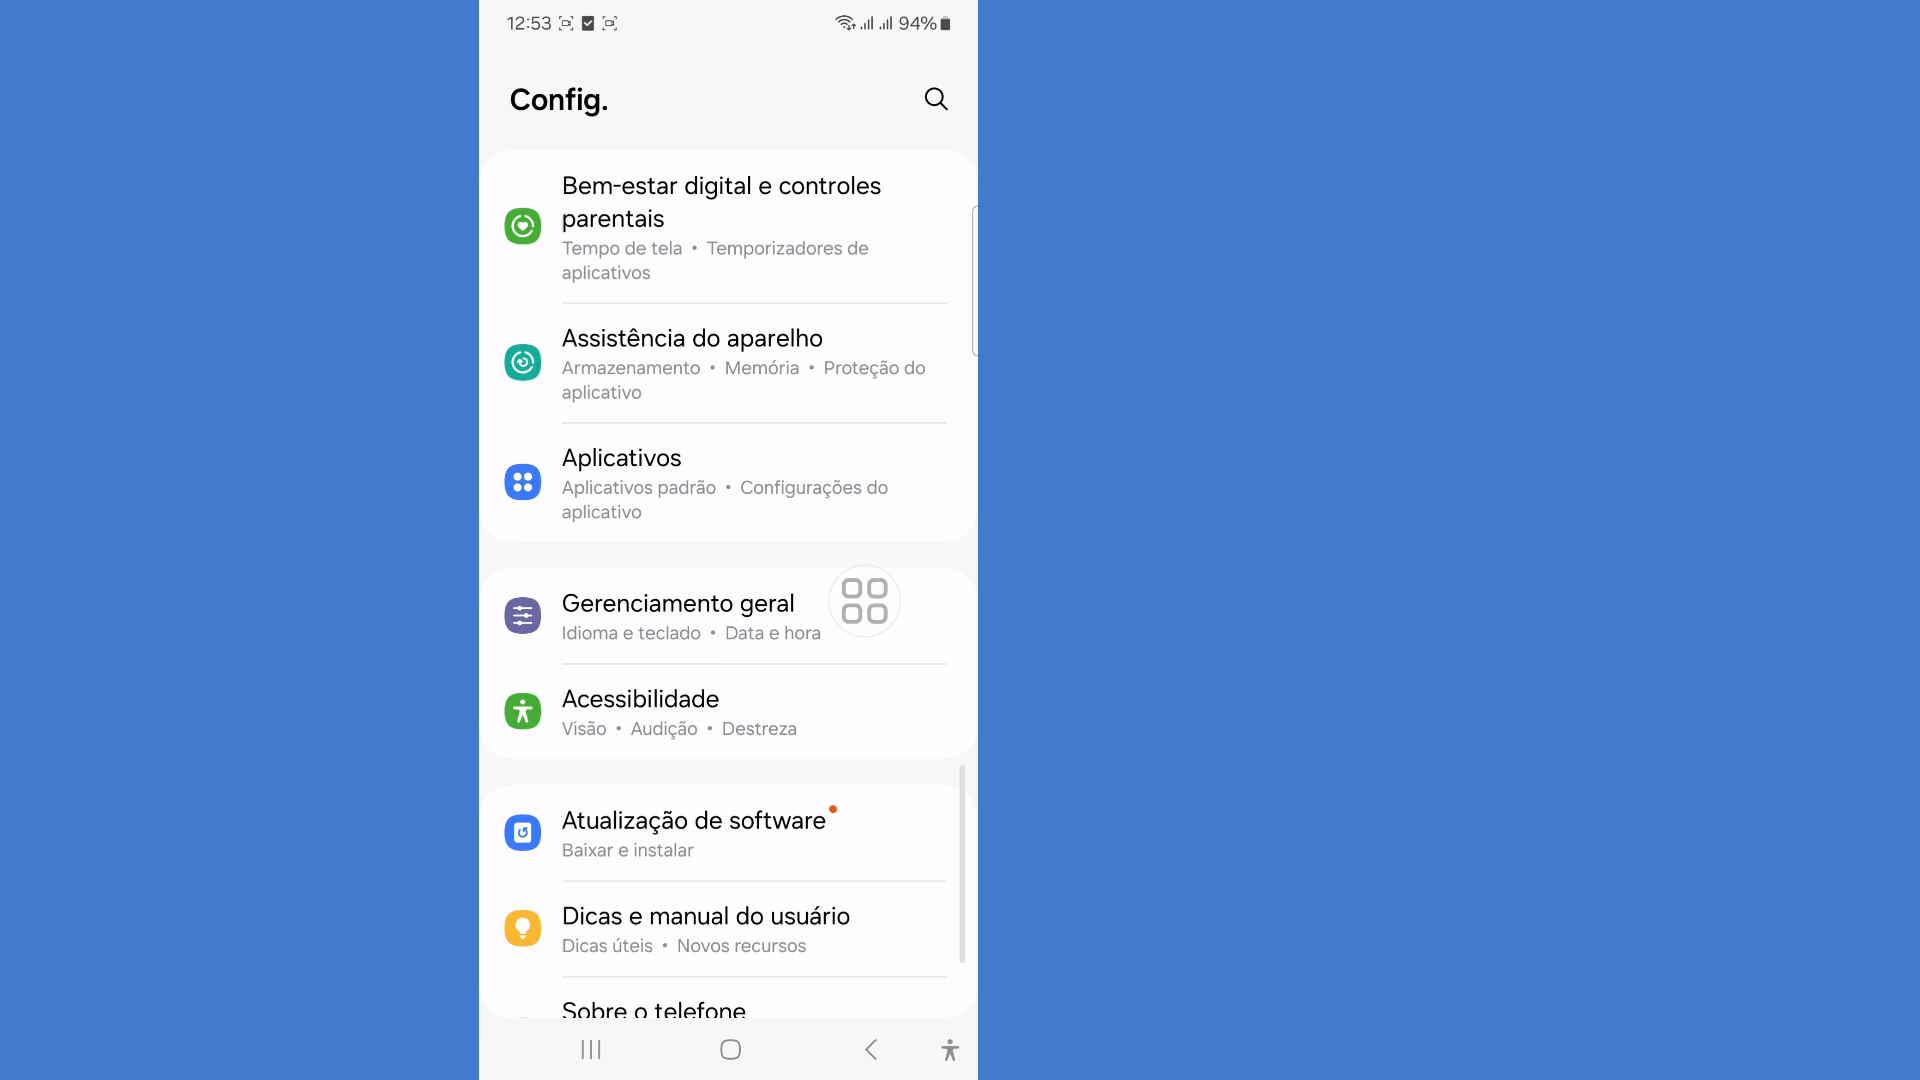 12:53
94%
Config.
Bem-estar digital e controles
parentais
Tempo de tela • Temporizadores de
aplicativos
Assistência do aparelho
Armazenamento • Memória • Proteção do
aplicativo
Aplicativos
Aplicativos padrão • Configurações do
aplicativo
Gerenciamento geral
Idioma e teclado • Data e hora
Acessibilidade
Visão • Audição • Destreza
Atualização de software
Baixar e instalar
Dicas e manual do usuário
Dicas úteis • Novos recursos
Sobre o telefone